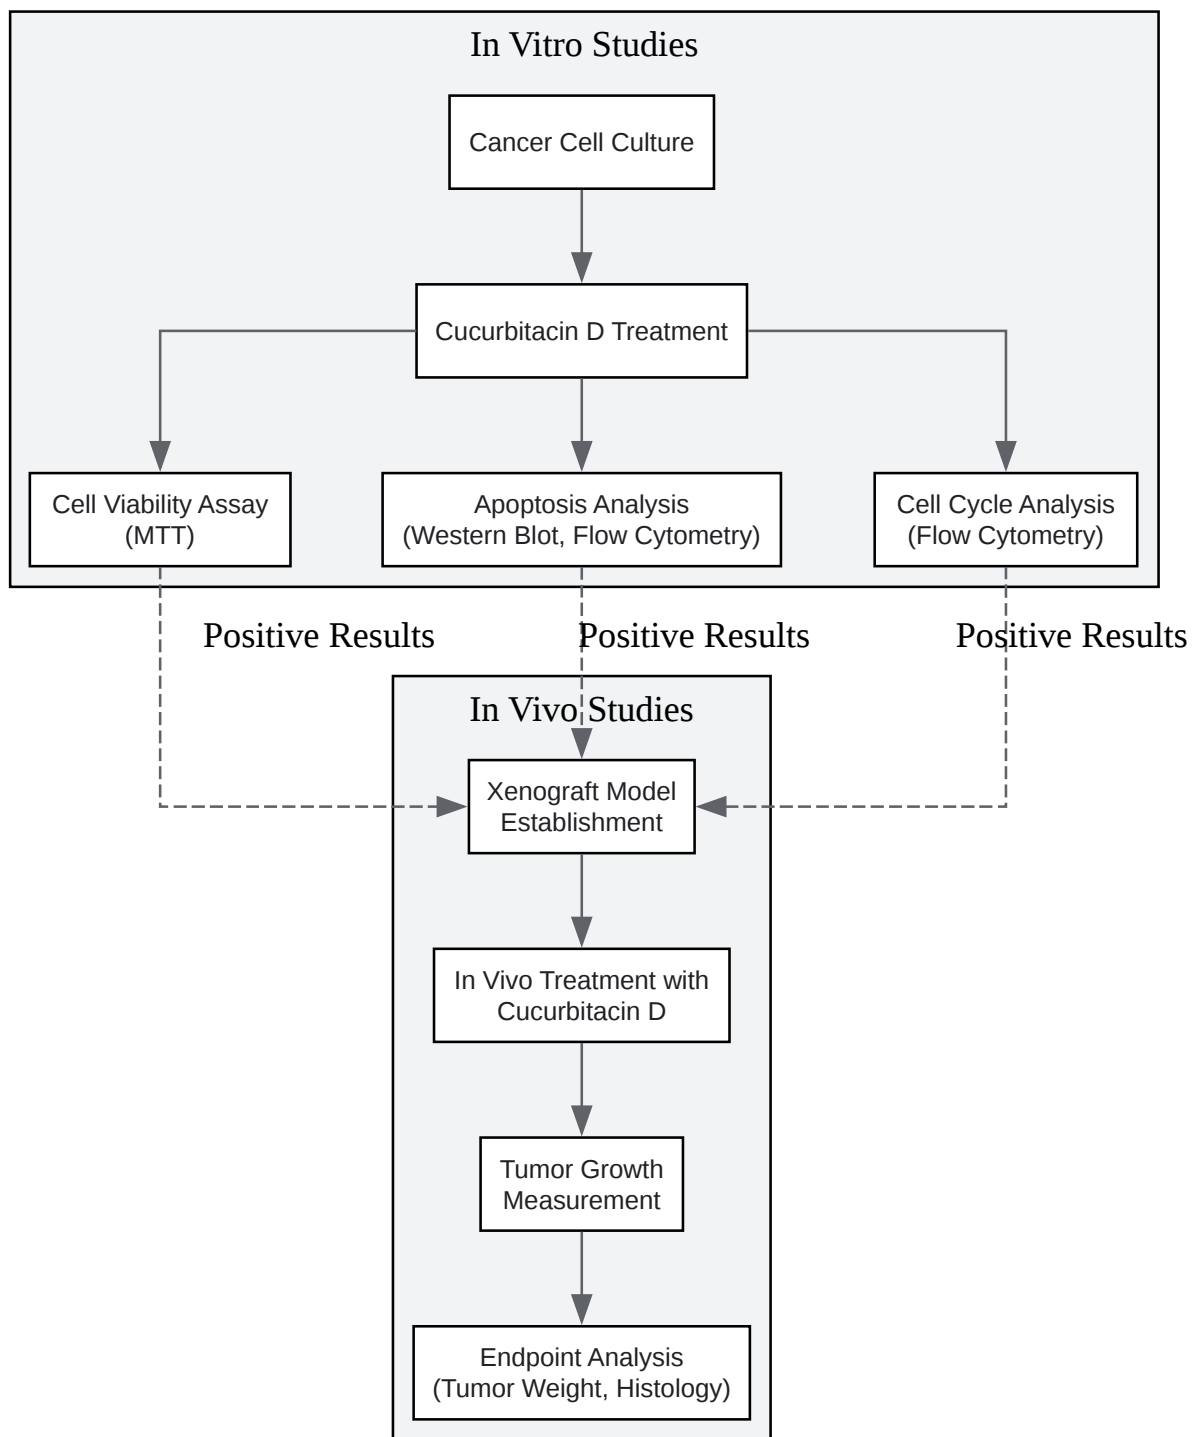 In Vitro Studies
Cancer Cell Culture
Cucurbitacin D Treatment
Cell Viability Assay
(MTT)
Apoptosis Analysis
(Western Blot, Flow Cytometry)
Cell Cycle Analysis
(Flow Cytometry)
Positive Results
Positive Results
Positive Results
In Vivo Studies
Xenograft Model
Establishment
In Vivo Treatment with
Cucurbitacin D
Tumor Growth
Measurement
Endpoint Analysis
(Tumor Weight, Histology)